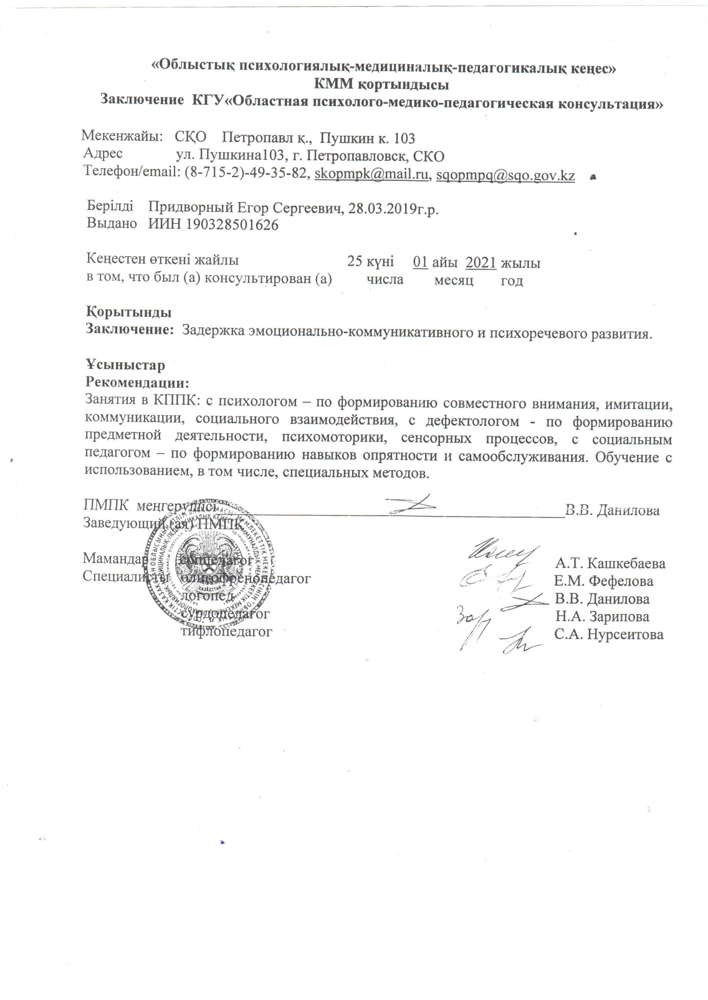 «Облыстық психологиялық-медициналық-педагогикалық кеңес»
КММ қортындысы
Заключение КГУ«Областная психолого-медико-педагогическая консультация»
Мекенжайы: СҚО Петропавл қ., Пушкин к. 103
Адрес ул. Пушкина103, г. Петропавловск, СКО
Телефон/email: (8-715-2)-49-35-82, skopmpk@mail.ru, sqopmpq@sqo.gov.kz
Берілді Придворный Егор Сергеевич, 28.03.2019г.р.
Выдано ИИН 190328501626
Кеңестен өткені жайлы 25 күні 01 айы 2021 жылы
в том, что был (а) консультирован (а) числа месяц год
Қорытынды
Заключение: Задержка эмоционально-коммуникативного и психоречевого развития.
Ұсыныстар
Рекомендации:
Занятия в КППК: с психологом – по формированию совместного внимания, имитации,
коммуникации, социального взаимодействия, с дефектологом - по формированию
предметной деятельности, психомоторики, сенсорных процессов, с социальным
педагогом – по формированию навыков опрятности и самообслуживания. Обучение с
использованием, в том числе, специальных методов.
ПМПК меңгерушісі В.В. Данилова
Заведующий (ая) ПМПК
Мамандар соцпедагог А.Т. Кашкебаева
Специалисты олигофренопедагог Е.М. Фефелова
логопед В.В. Данилова
сурдопедагог Н.А. Зарипова
тифлопедагог С.А. Нурсеитова
ҚАЗАҚСТАН